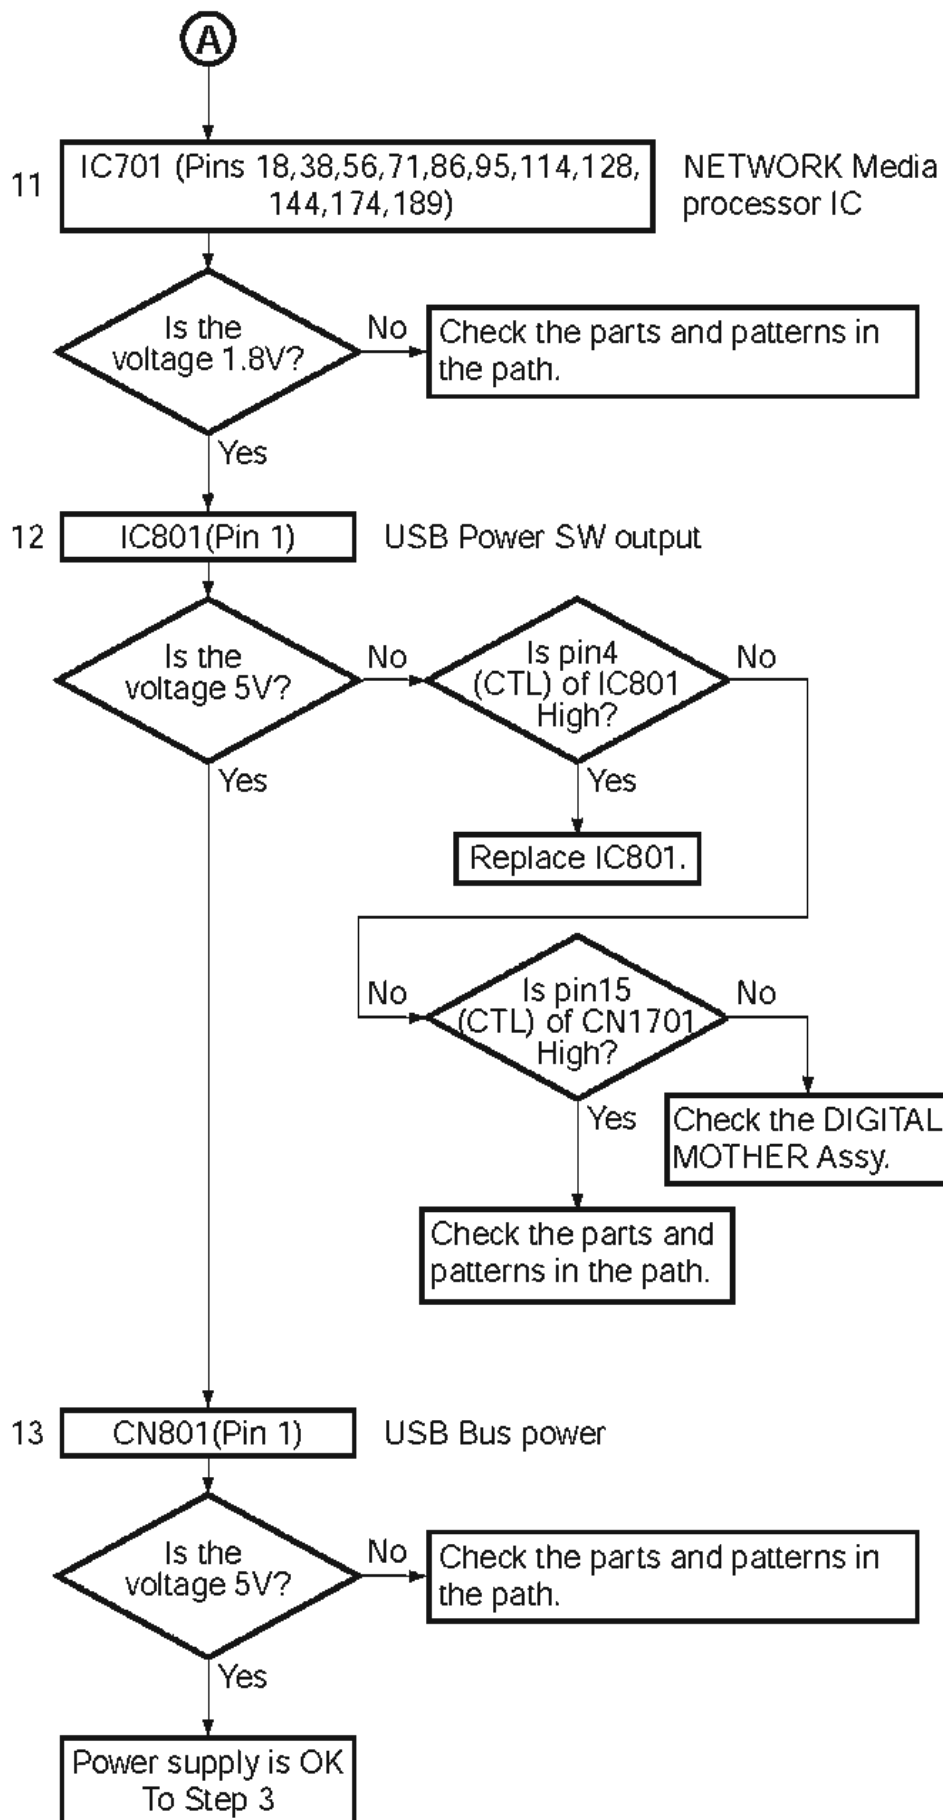 A
11
IC701 (Pins 18,38,56,71,86,95,114,128,
144,174,189)
NETWORK Media
processor IC
Is the
voltage 1.8V?
No
Check the parts and patterns in
the path.
Yes
12
IC801(Pin 1)
USB Power SW output
Is the
voltage 5V?
No
Is pin4
(CTL) of IC801
High?
No
Yes
Yes
Replace IC801.
No
Is pin15
(CTL) of CN1701
High?
No
Yes
Check the DIGITAL
MOTHER Assy.
Check the parts and
patterns in the path.
13
CN801(Pin 1)
USB Bus power
Is the
voltage 5V?
No
Check the parts and patterns in
the path.
Yes
Power supply is OK
To Step 3